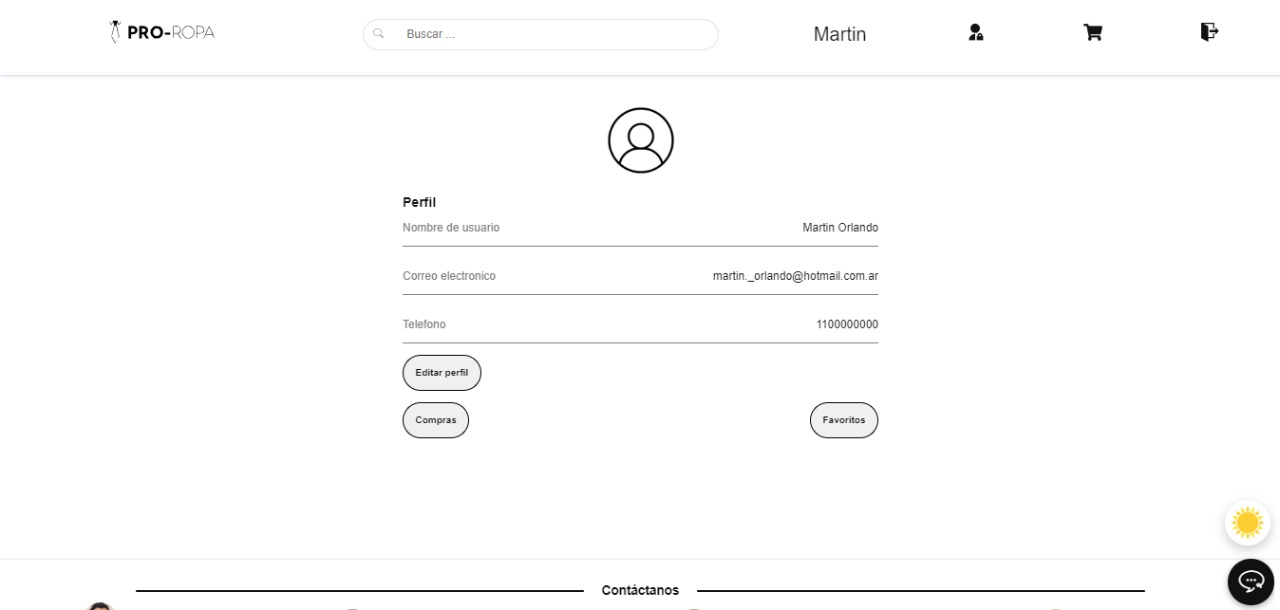 PRO-ROPA
Buscar ...
Martin
Perfil
Nombre de usuario Martin Orlando
Correo electronico martin._orlando@hotmail.com.ar
Telefono 1100000000
Editar perfil
Compras Favoritos
Contáctanos